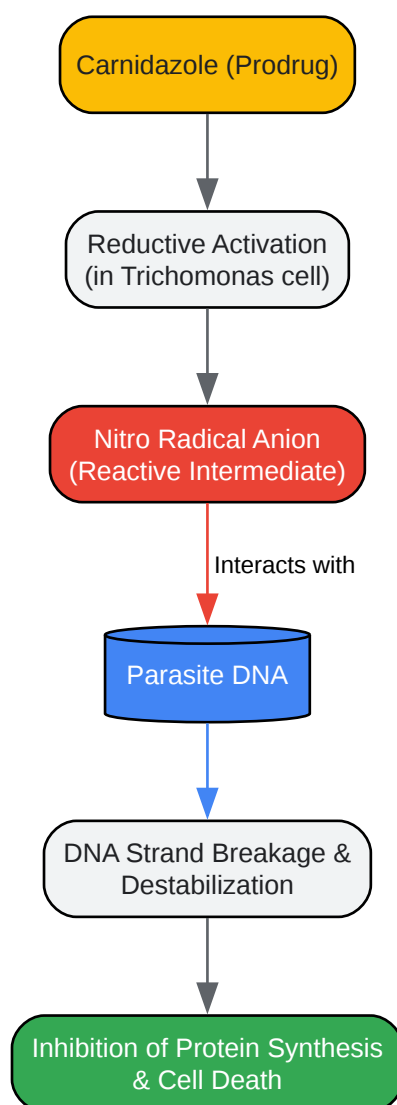 Carnidazole (Prodrug)
Reductive Activation
(in Trichomonas cell)
Nitro Radical Anion
(Reactive Intermediate)
Interacts with
Parasite DNA
DNA Strand Breakage &
Destabilization
Inhibition of Protein Synthesis
& Cell Death